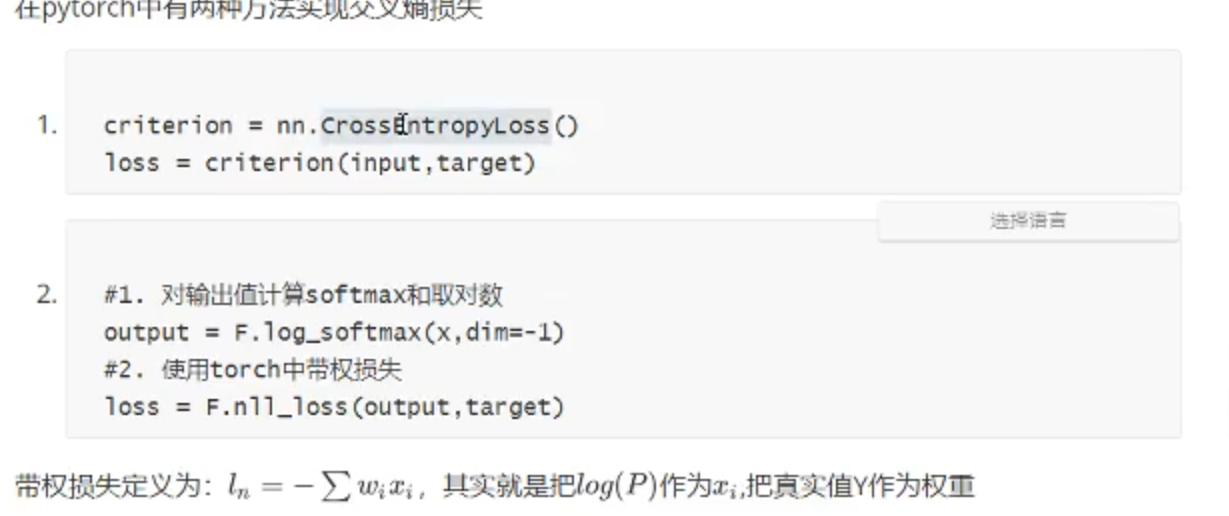 在pytorch中有两种方法实现交叉熵损失
1. criterion = nn.CrossEntropyLoss()
loss = criterion(input,target)
选择语言
2. #1. 对输出值计算softmax和取对数
output = F.log_softmax(x,dim=-1)
#2. 使用torch中带权损失
loss = F.nll_loss(output,target)
带权损失定义为：$l_n = -\sum w_i x_i$，其实就是把$log(P)$作为$x_i$,把真实值Y作为权重